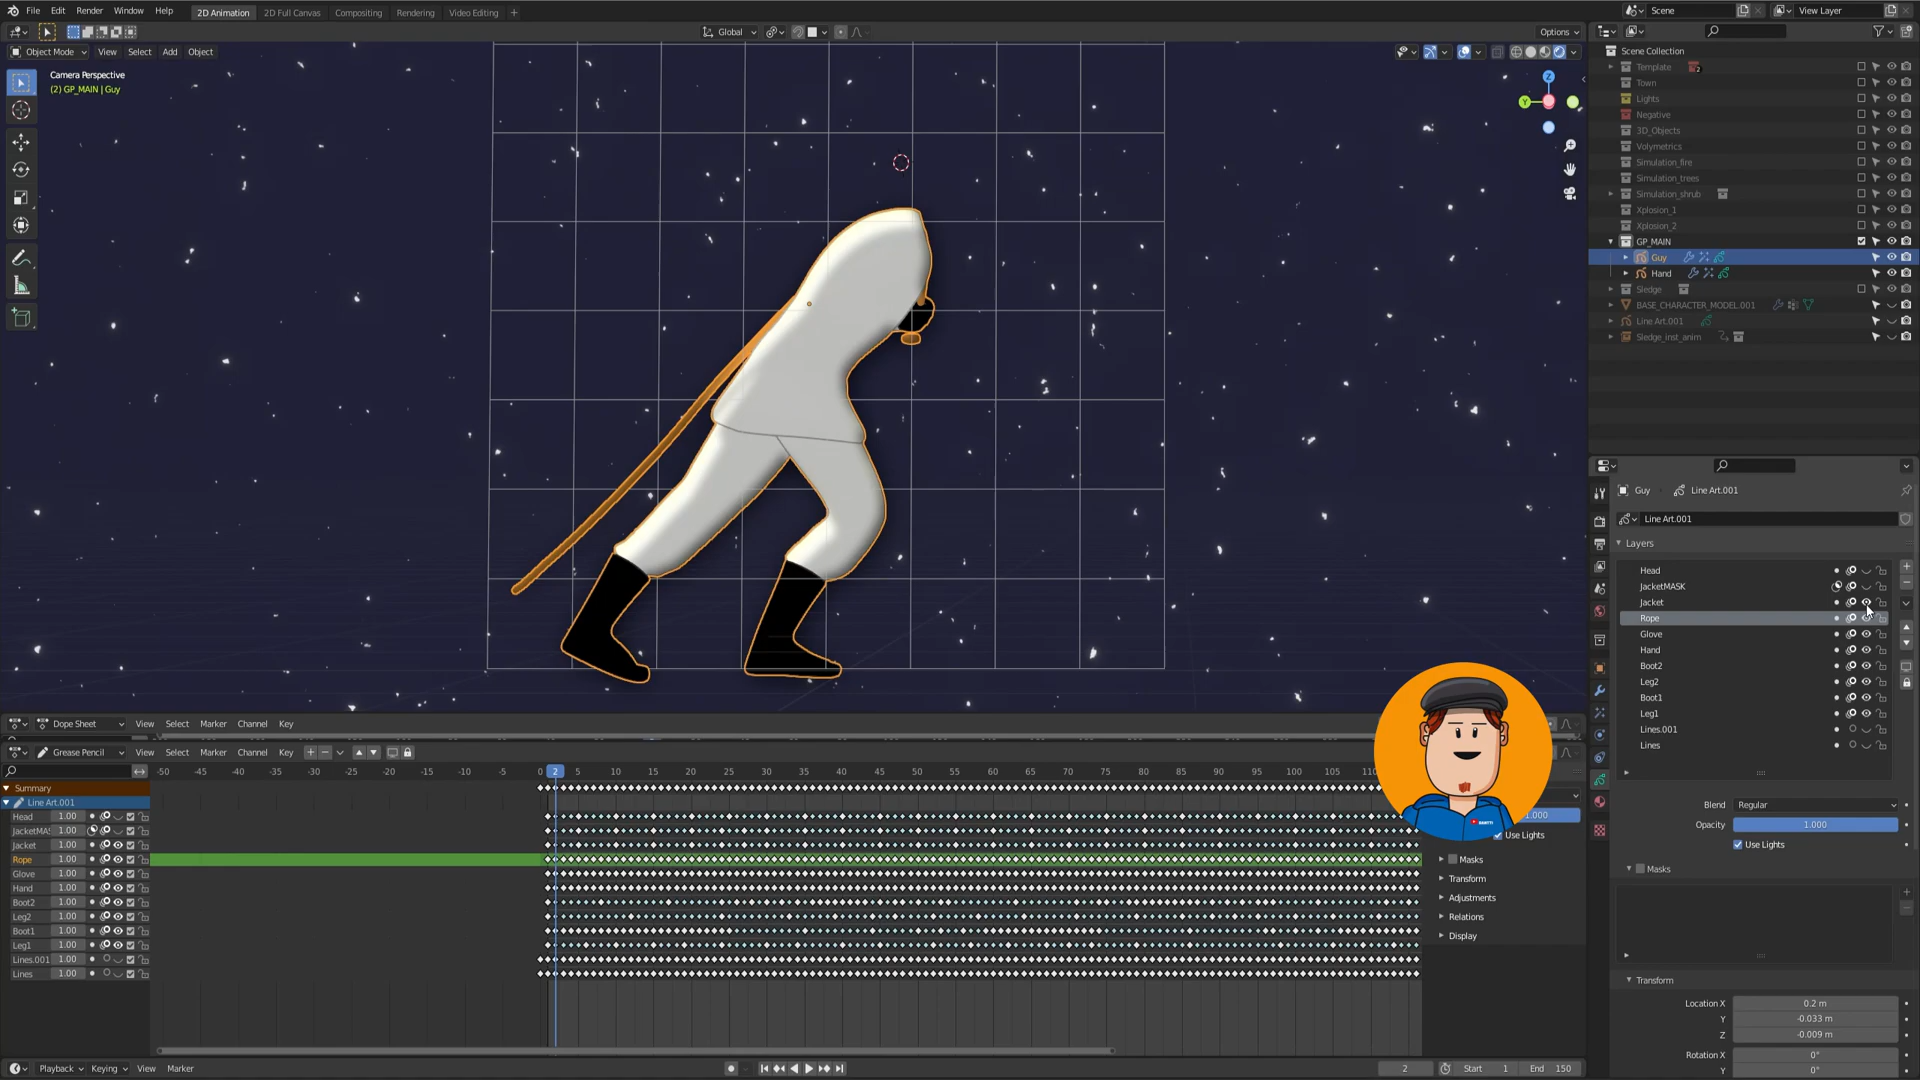 File Edit Render Window Help 2D Animation 2D Full Canvas Compositing Rendering Video Editing + Scene View Layer
Global Options
Object Mode View Select Add Object
Camera Perspective
(2) GP_MAIN | Guy
Z
Y
Scene Collection
Template 2
Town
Lights
Negative
3D_Objects
Volymetrics
Simulation_fire
Simulation_trees
Simulation_shrub
Xplosion_1
Xplosion_2
GP_MAIN
Guy
Hand
Sledge
BASE_CHARACTER_MODEL.001
Line Art.001
Sledge_inst_anim
Guy Line Art.001
Line Art.001
Layers
Head
JacketMASK
Jacket
Rope
Glove
Hand
Boot2
Leg2
Boot1
Leg1
Lines.001
Lines
Blend Regular
Opacity 1.000
Use Lights
Masks
Transform
Location X 0.2 m
Y -0.033 m
Z -0.009 m
Rotation X 0°
Y 0°
Dope Sheet View Select Marker Channel Key
Grease Pencil View Select Marker Channel Key
-50 -45 -40 -35 -30 -25 -20 -15 -10 -5 0 2 5 10 15 20 25 30 35 40 45 50 55 60 65 70 75 80 85 90 95 100 105
Summary
Line Art.001
Head 1.00
JacketMAS 1.00
Jacket 1.00
Rope 1.00
Glove 1.00
Hand 1.00
Boot2 1.00
Leg2 1.00
Boot1 1.00
Leg1 1.00
Lines.001 1.00
Lines 1.00
1.000
Use Lights
Masks
Transform
Adjustments
Relations
Display
Playback Keying View Marker 2 Start 1 End 150